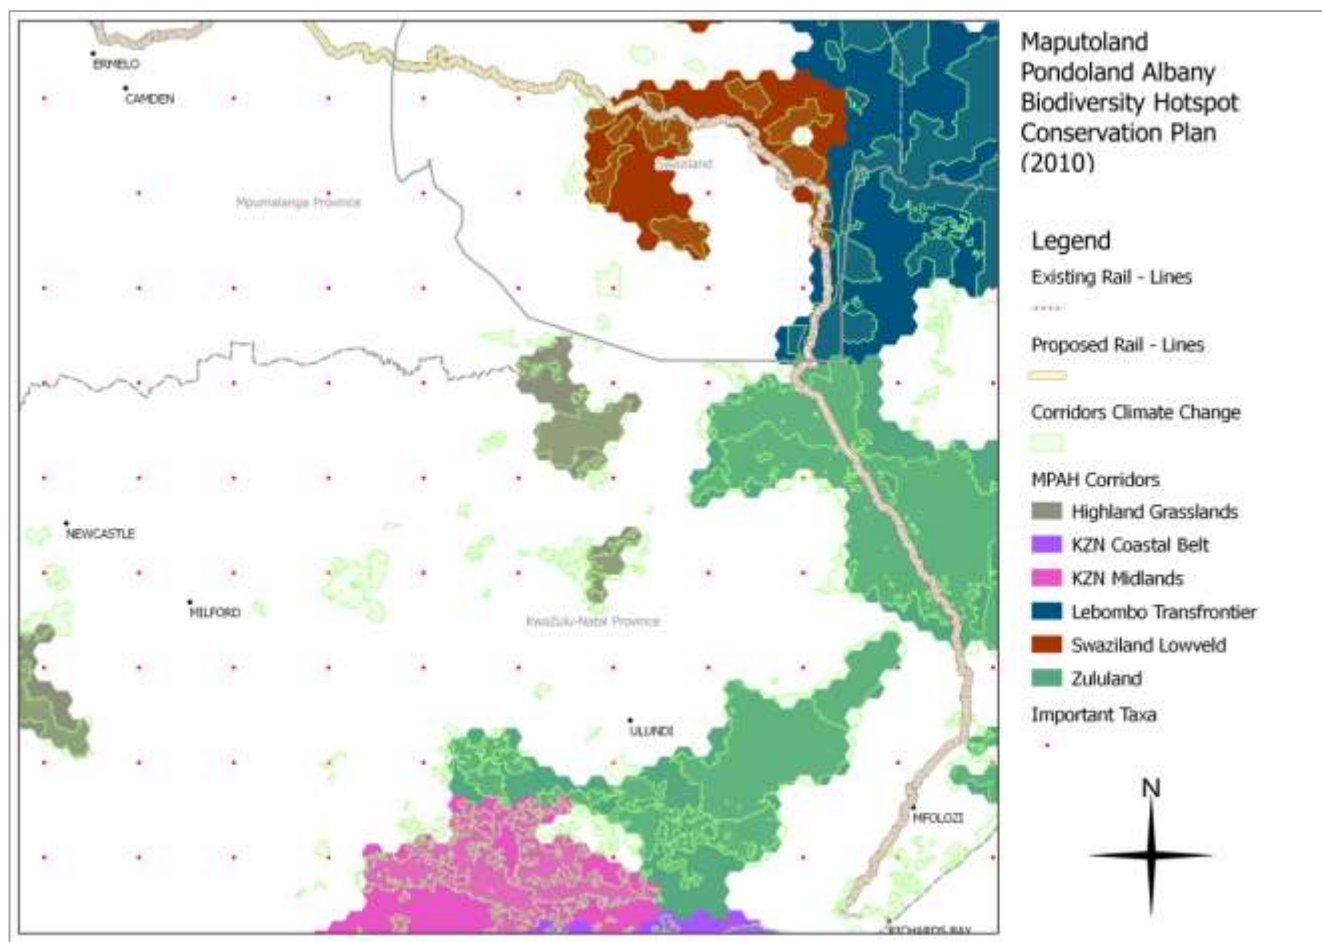 Maputoland
Pondoland Albany
Biodiversity Hotspot
Conservation Plan
(2010)
Legend
Existing Rail - Lines
Proposed Rail - Lines
Corridors Climate Change
MPAH Corridors
Highland Grasslands
KZN Coastal Belt
KZN Midlands
Lebombo Transfrontier
Swaziland Lowveld
Zululand
Important Taxa
N
ERMELO
CAMDEN
Swaziland
Mpumalanga Province
NEWCASTLE
MILFORD
KwaZulu-Natal Province
ULUNDI
MFOLOZI
RICHARDS BAY